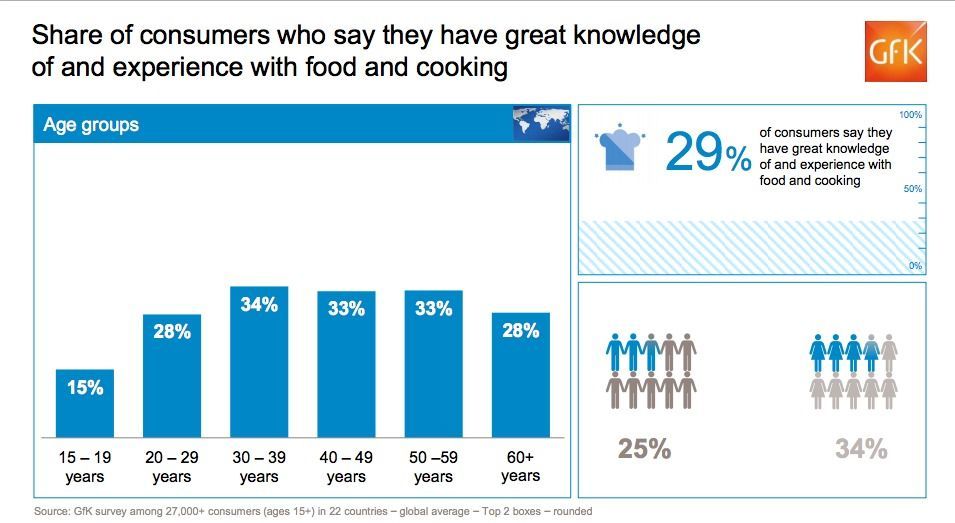 Share of consumers who say they have great knowledge
of and experience with food and cooking
GfK
Age groups
15%
28%
34%
33%
33%
28%
15 – 19
years
20 – 29
years
30 – 39
years
40 – 49
years
50 –59
years
60+
years
29%
of consumers say they
have great knowledge
of and experience with
food and cooking
100%
50%
0%
25%
34%
Source: GfK survey among 27,000+ consumers (ages 15+) in 22 countries – global average – Top 2 boxes – rounded